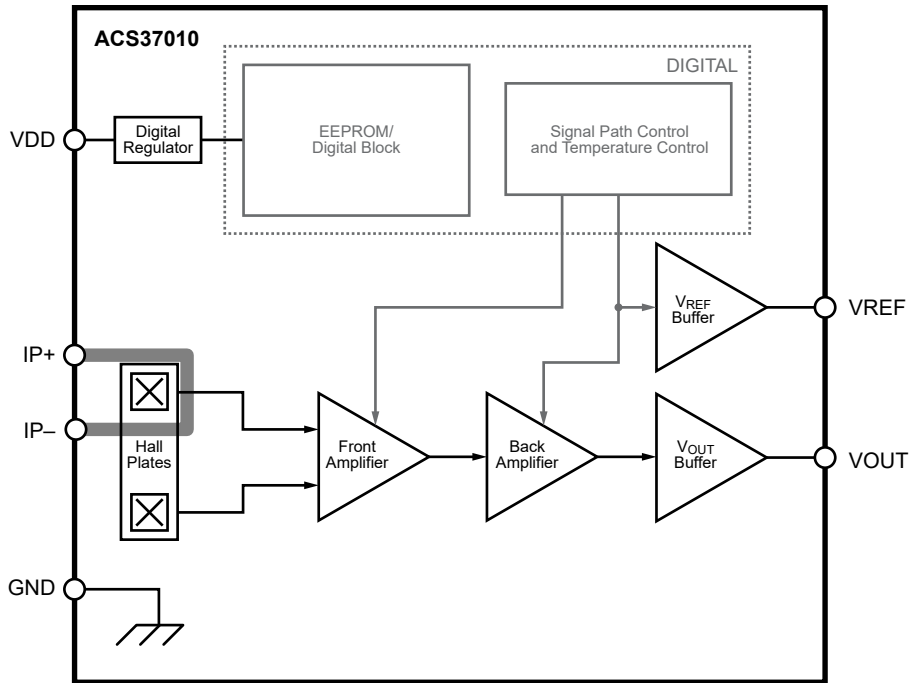 ACS37010
DIGITAL
EEPROM/
Digital Block
Signal Path Control
and Temperature Control
VDD
Digital
Regulator
VREF
Buffer
VREF
IP+
IP–
Hall
Plates
Front
Amplifier
Back
Amplifier
VOUT
Buffer
VOUT
GND